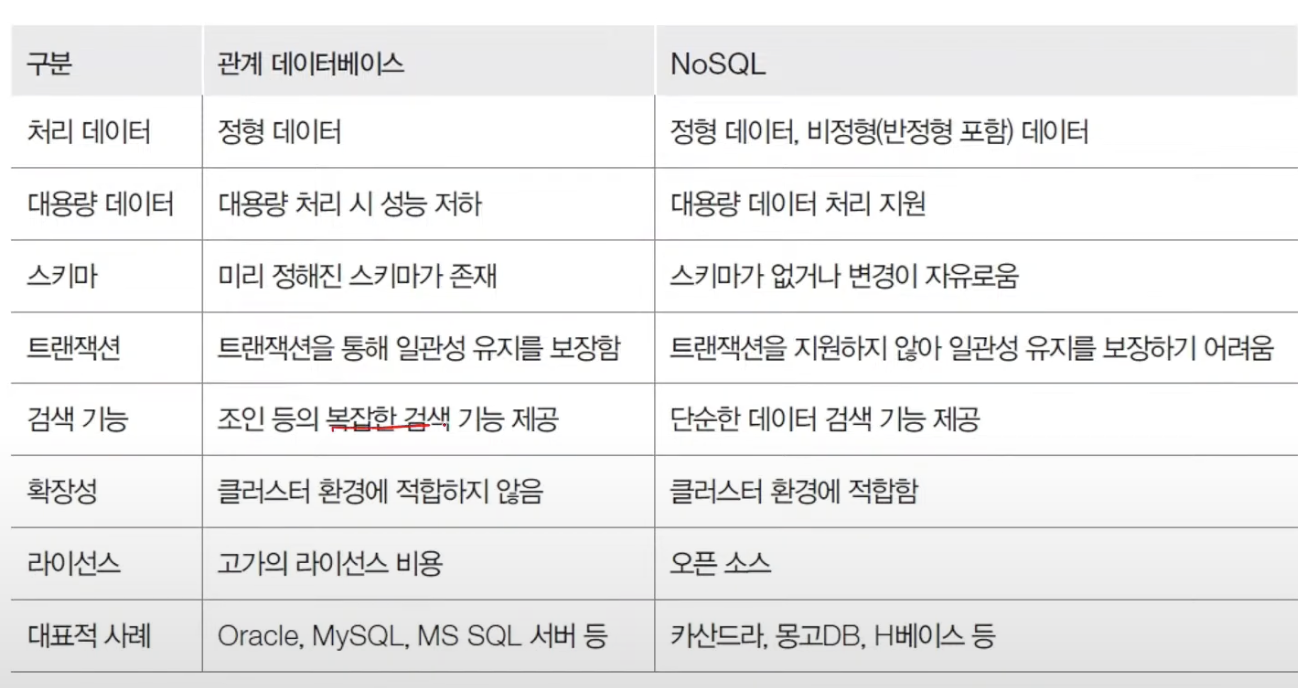 구분 관계 데이터베이스 NoSQL
처리 데이터 정형 데이터 정형 데이터, 비정형(반정형 포함) 데이터
대용량 데이터 대용량 처리 시 성능 저하 대용량 데이터 처리 지원
스키마 미리 정해진 스키마가 존재 스키마가 없거나 변경이 자유로움
트랜잭션 트랜잭션을 통해 일관성 유지를 보장함 트랜잭션을 지원하지 않아 일관성 유지를 보장하기 어려움
검색 기능 조인 등의 복잡한 검색 기능 제공 단순한 데이터 검색 기능 제공
확장성 클러스터 환경에 적합하지 않음 클러스터 환경에 적합함
라이선스 고가의 라이선스 비용 오픈 소스
대표적 사례 Oracle, MySQL, MS SQL 서버 등 카산드라, 몽고DB, H베이스 등